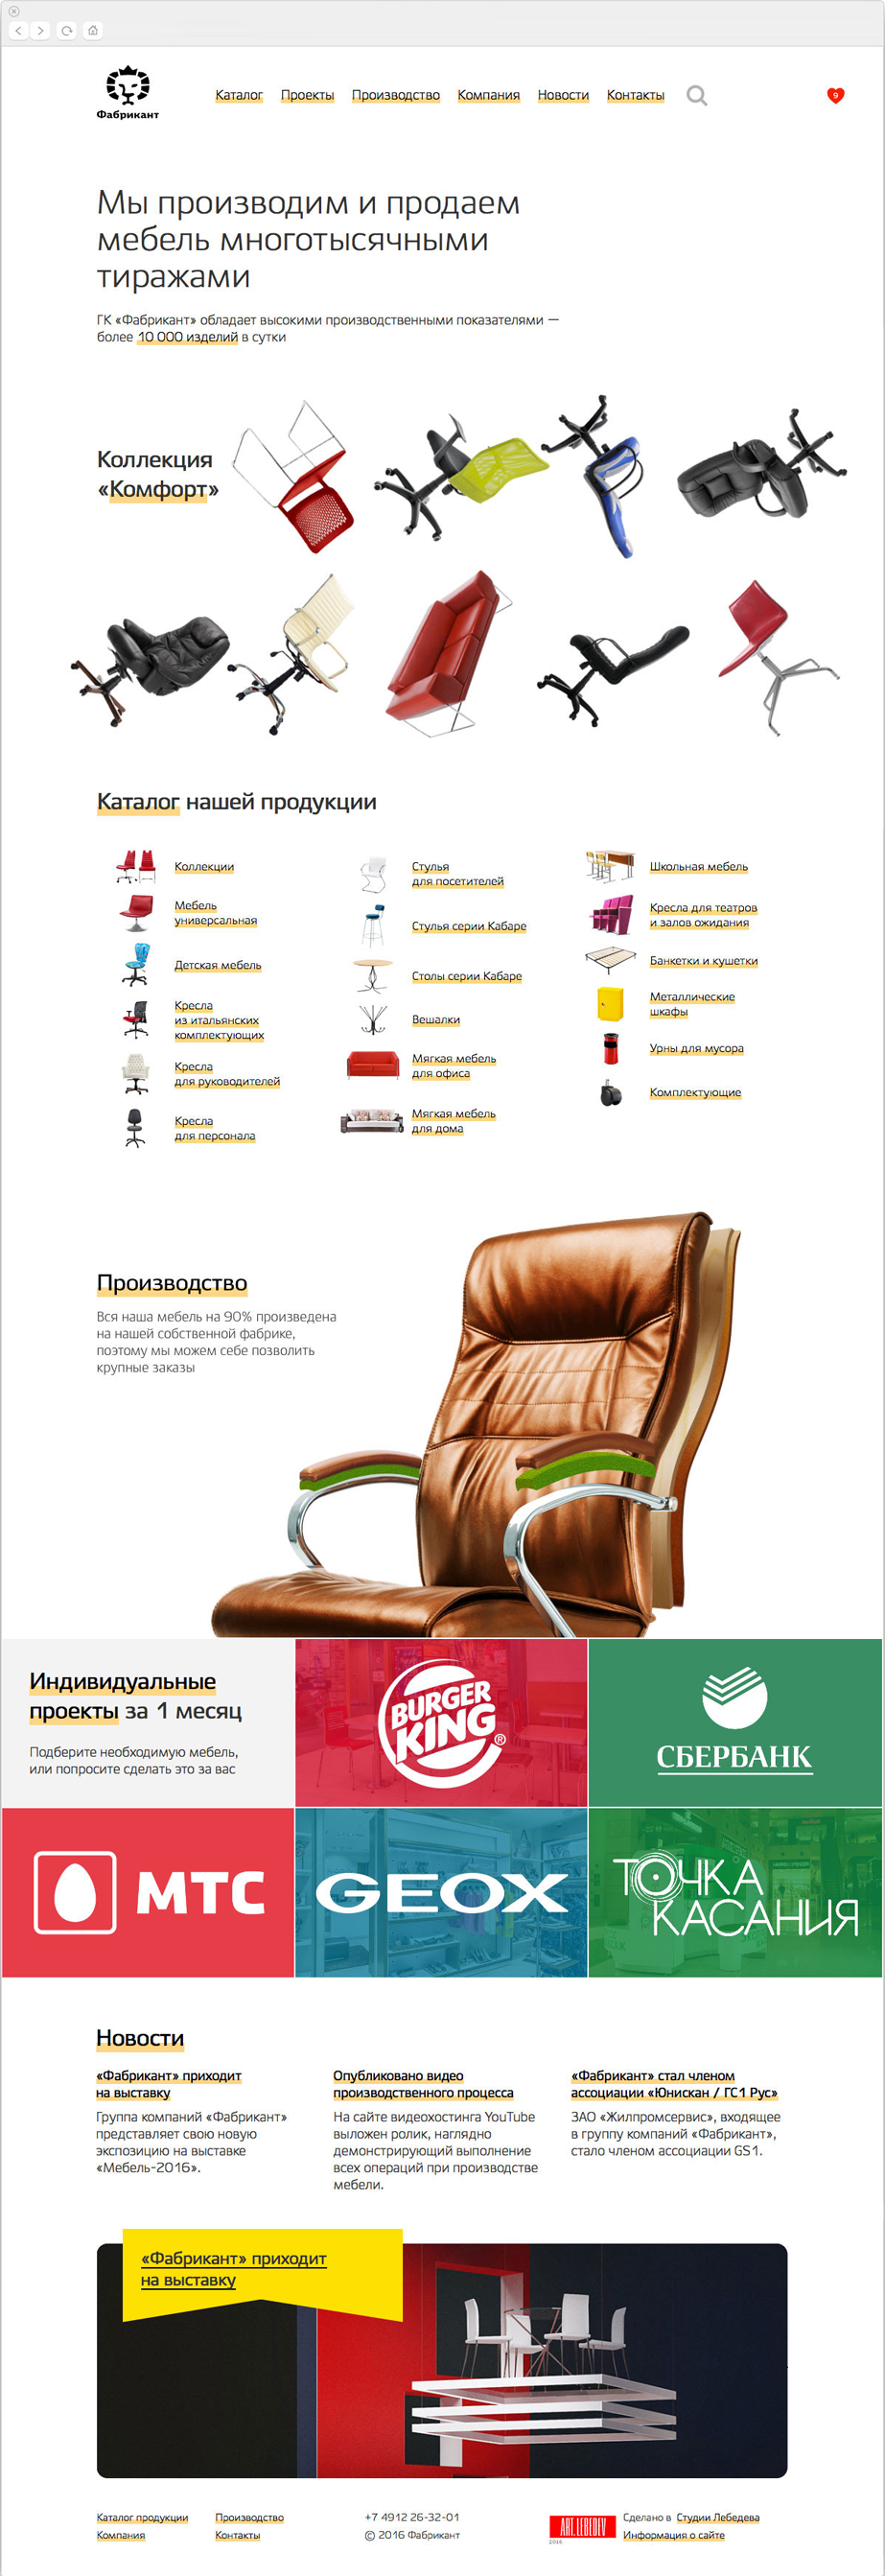 Фабрикант
Каталог Проекты Производство Компания Новости Контакты
9
Мы производим и продаем
мебель многотысячными
тиражами
ГК «Фабрикант» обладает высокими производственными показателями —
более 10 000 изделий в сутки
Коллекция
«Комфорт»
Каталог нашей продукции
Коллекции
Мебель
универсальная
Детская мебель
Кресла
из итальянских
комплектующих
Кресла
для руководителей
Кресла
для персонала
Стулья
для посетителей
Стулья серии Кабаре
Столы серии Кабаре
Вешалки
Мягкая мебель
для офиса
Мягкая мебель
для дома
Школьная мебель
Кресла для театров
и залов ожидания
Банкетки и кушетки
Металлические
шкафы
Урны для мусора
Комплектующие
Производство
Вся наша мебель на 90% произведена
на нашей собственной фабрике,
поэтому мы можем себе позволить
крупные заказы
Индивидуальные
проекты за 1 месяц
Подберите необходимую мебель,
или попросите сделать это за вас
BURGER
KING®
СБЕРБАНК
МТС
GEOX
ТОЧКА
КАСАНИЯ
Новости
«Фабрикант» приходит
на выставку
Группа компаний «Фабрикант»
представляет свою новую
экспозицию на выставке
«Мебель-2016».
Опубликовано видео
производственного процесса
На сайте видеохостинга YouTube
выложен ролик, наглядно
демонстрирующий выполнение
всех операций при производстве
мебели.
«Фабрикант» стал членом
ассоциации «Юнискан / ГС1 Рус»
ЗАО «Жилпромсервис», входящее
в группу компаний «Фабрикант»,
стало членом ассоциации GS1.
«Фабрикант» приходит
на выставку
Каталог продукции
Компания
Производство
Контакты
+7 4912 26-32-01
© 2016 Фабрикант
ART. LEBEDEV
2016
Сделано в Студии Лебедева
Информация о сайте